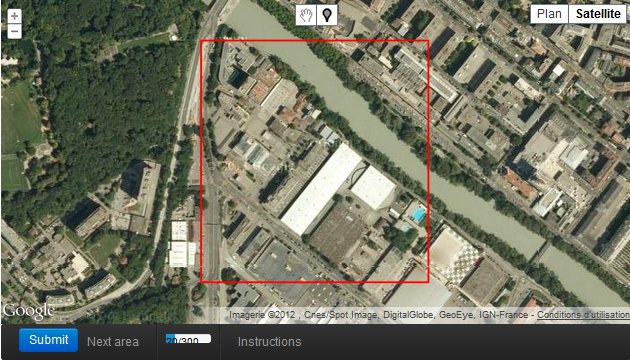 +
−
Plan
Satellite
Google
Imagerie ©2012 , Cnes/Spot Image, DigitalGlobe, GeoEye, IGN-France - Conditions d'utilisation
Submit
Next area
20/300
Instructions